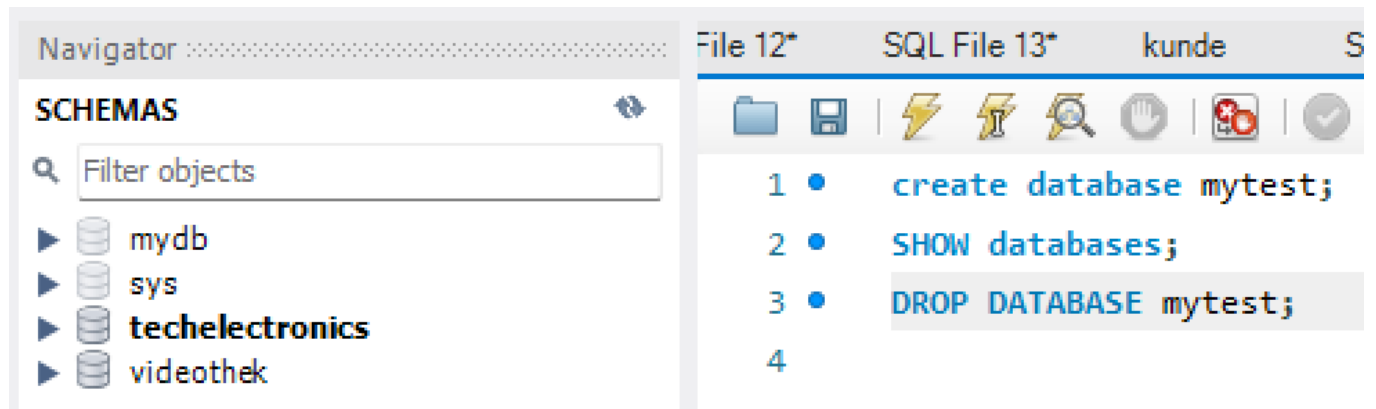 Navigator
SCHEMAS
Filter objects
mydb
sys
techelectronics
videothek
File 12* SQL File 13* kunde S
1 create database mytest;
2 SHOW databases;
3 DROP DATABASE mytest;
4